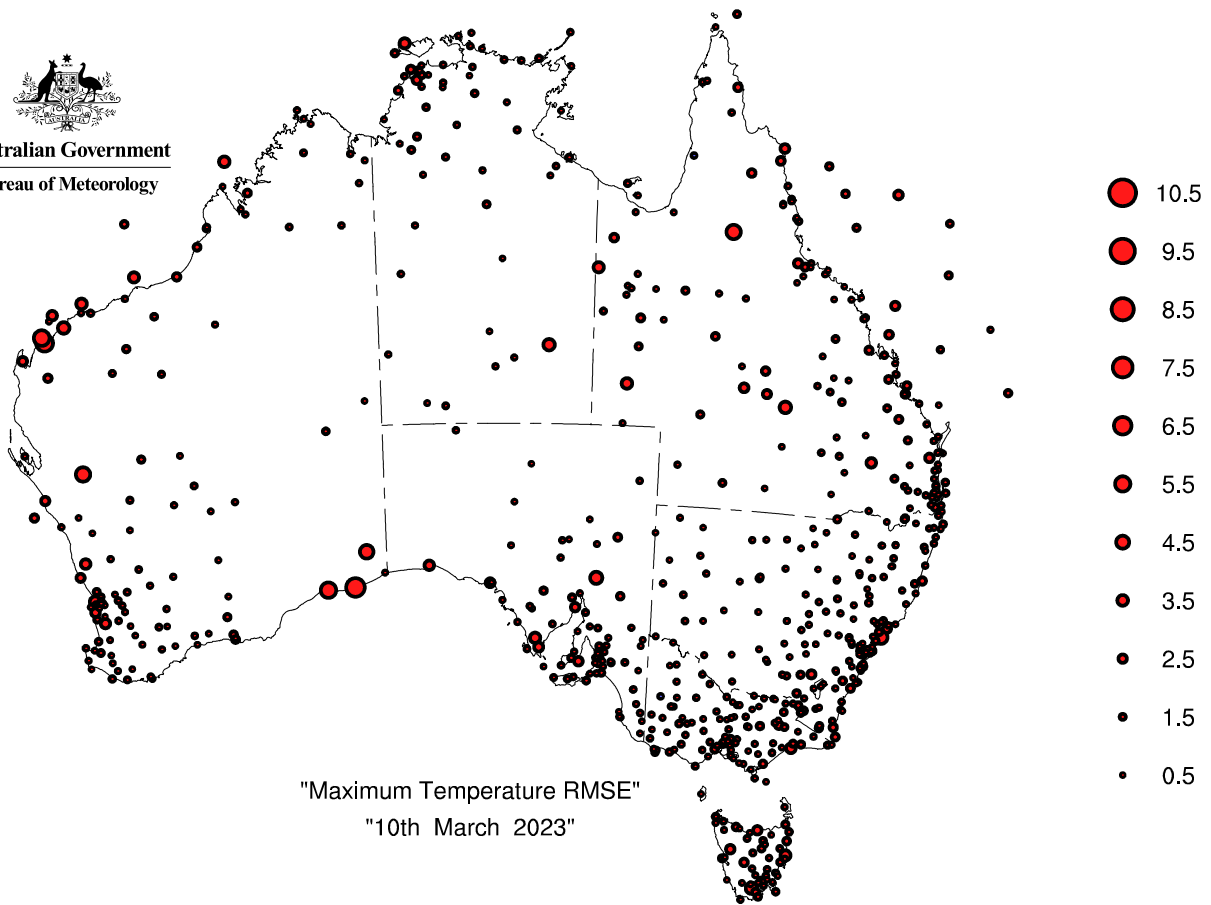 AUSTRALIA
tralian Government
reau of Meteorology
10.5
9.5
8.5
7.5
6.5
5.5
4.5
3.5
2.5
1.5
0.5
"Maximum Temperature RMSE"
"10th March 2023"